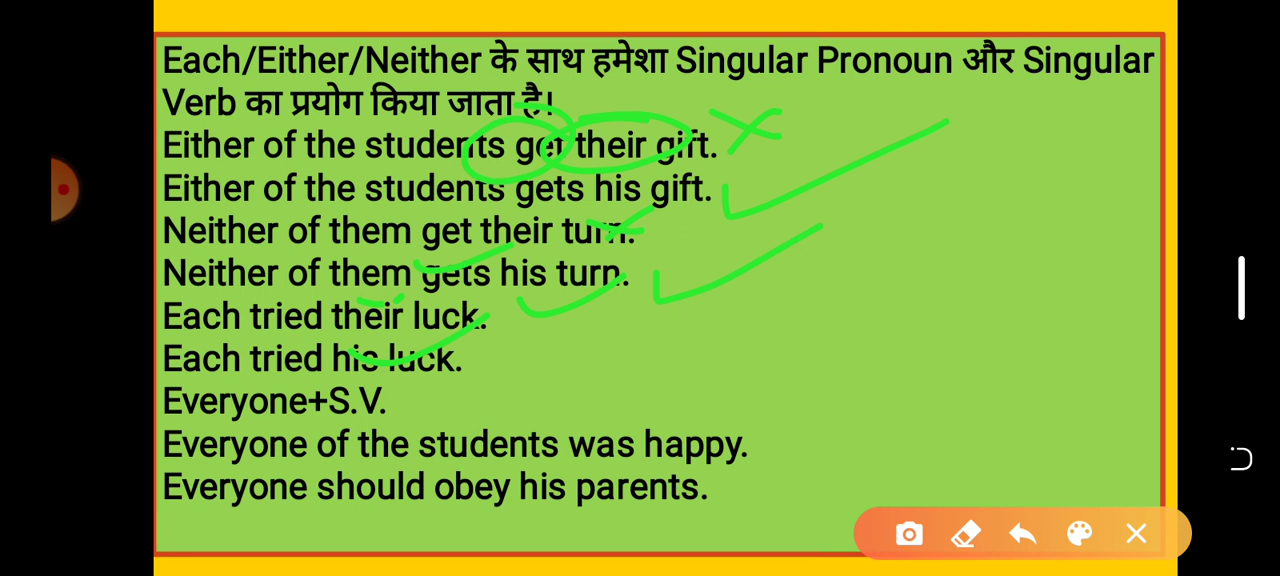 Each/Either/Neither के साथ हमेशा Singular Pronoun और Singular
Verb का प्रयोग किया जाता है!
Either of the students get their gift.
Either of the students gets his gift.
Neither of them get their turn.
Neither of them gets his turn.
Each tried their luck.
Each tried his luck.
Everyone+S.V.
Everyone of the students was happy.
Everyone should obey his parents.